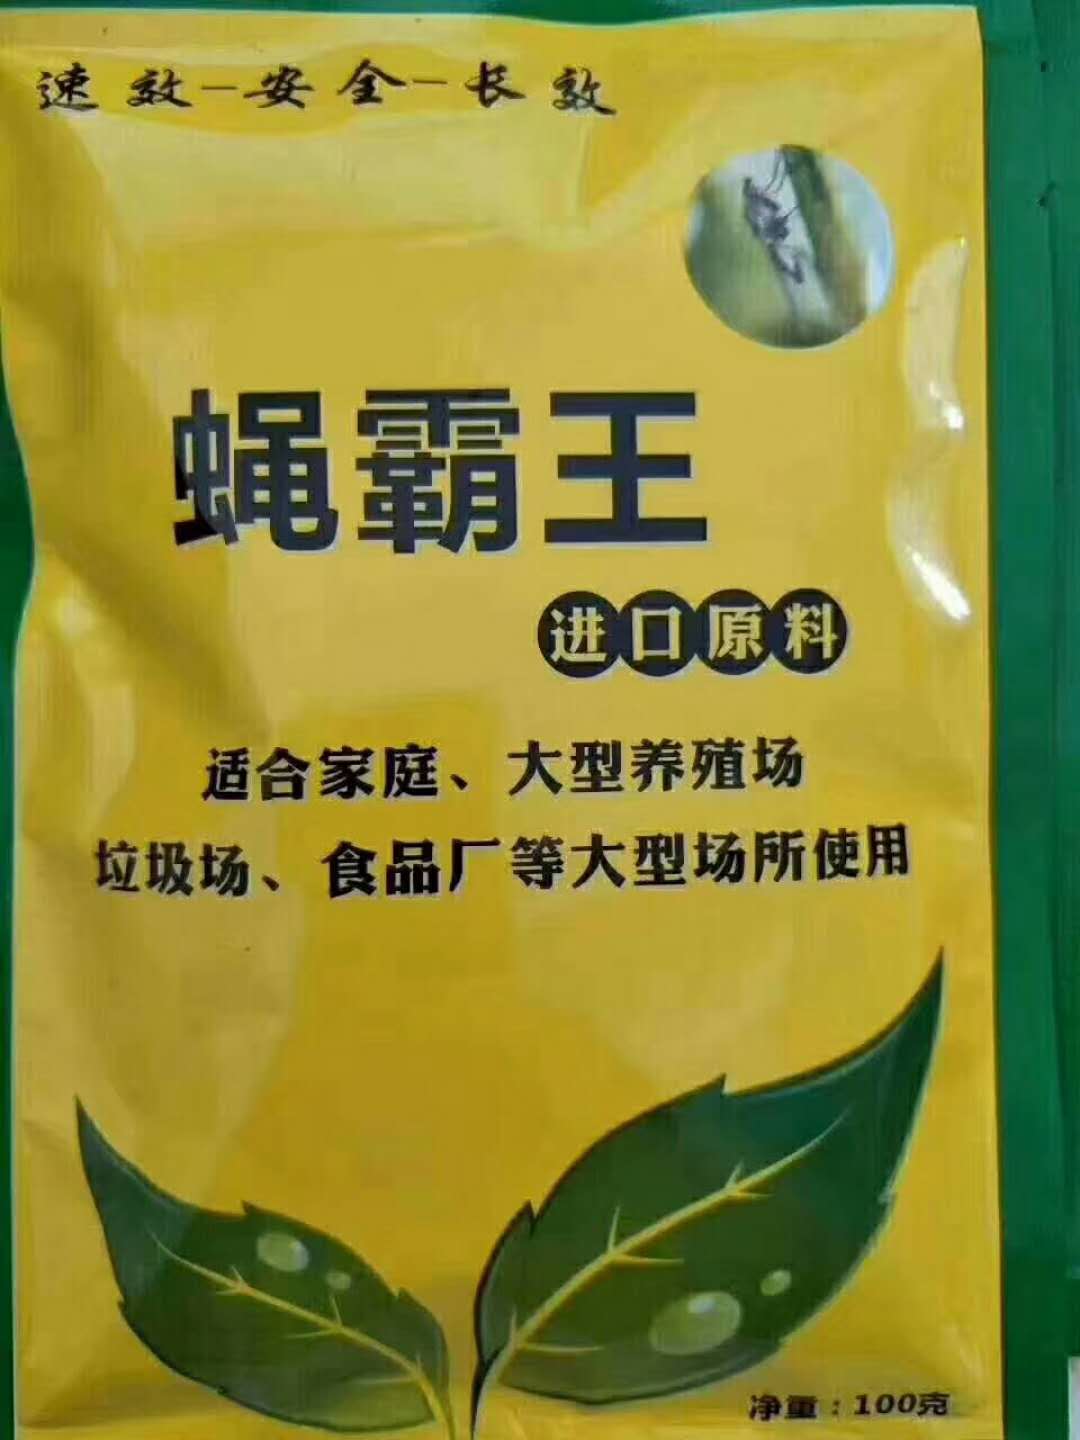 速效-安全-长效
蝇霸王
进口原料
适合家庭、大型养殖场
垃圾场、食品厂等大型场所使用
净重：100克